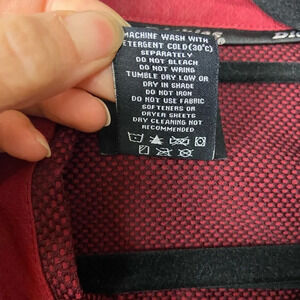 MACHINE WASH WITH
DETERGENT COLD(30°C)
SEPARATELY
DO NOT BLEACH
DO NOT WRING
TUMBLE DRY LOW OR
DRY IN SHADE
DO NOT IRON
DO NOT USE FABRIC
SOFTENERS OR
DRYER SHEETS
DRY CLEANING NOT
RECOMMENDED